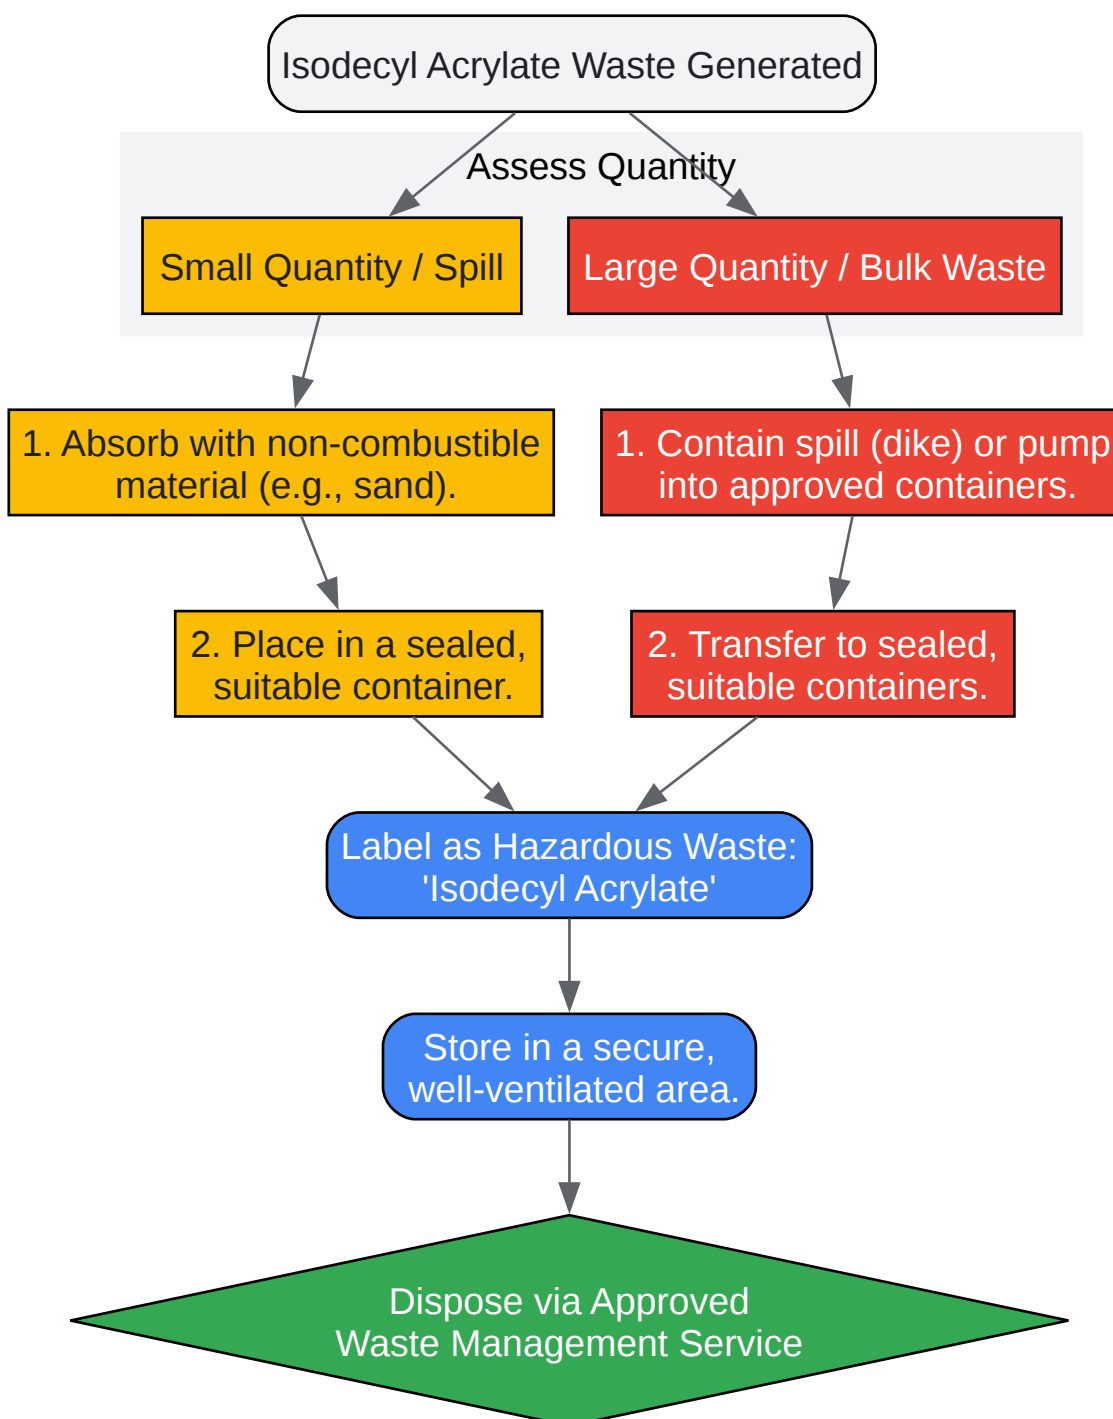 Isodecyl Acrylate Waste Generated
Assess Quantity
Small Quantity / Spill
Large Quantity / Bulk Waste
1. Absorb with non-combustible
material (e.g., sand).
1. Contain spill (dike) or pump
into approved containers.
2. Place in a sealed,
suitable container.
2. Transfer to sealed,
suitable containers.
Label as Hazardous Waste:
'Isodecyl Acrylate'
Store in a secure,
well-ventilated area.
Dispose via Approved
Waste Management Service